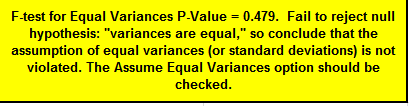 F-test for Equal Variances P-Value = 0.479.  Fail to reject null
hypothesis: "variances are equal," so conclude that the
assumption of equal variances (or standard deviations) is not
violated. The Assume Equal Variances option should be
checked.